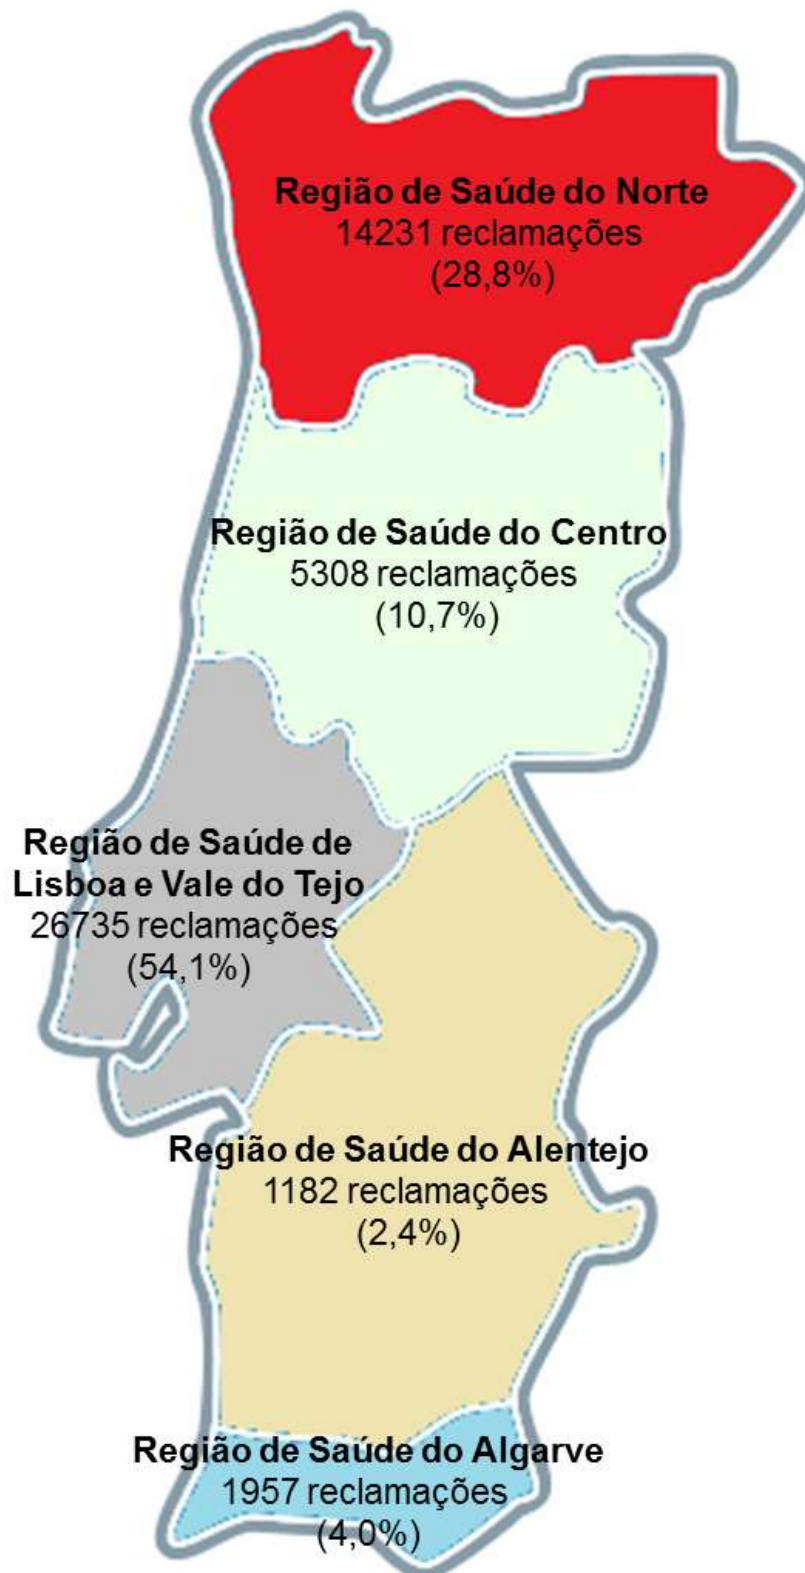 Região de Saúde do Norte
14231 reclamações
(28,8%)
Região de Saúde do Centro
5308 reclamações
(10,7%)
Região de Saúde de
Lisboa e Vale do Tejo
26735 reclamações
(54,1%)
Região de Saúde do Alentejo
1182 reclamações
(2,4%)
Região de Saúde do Algarve
1957 reclamações
(4,0%)